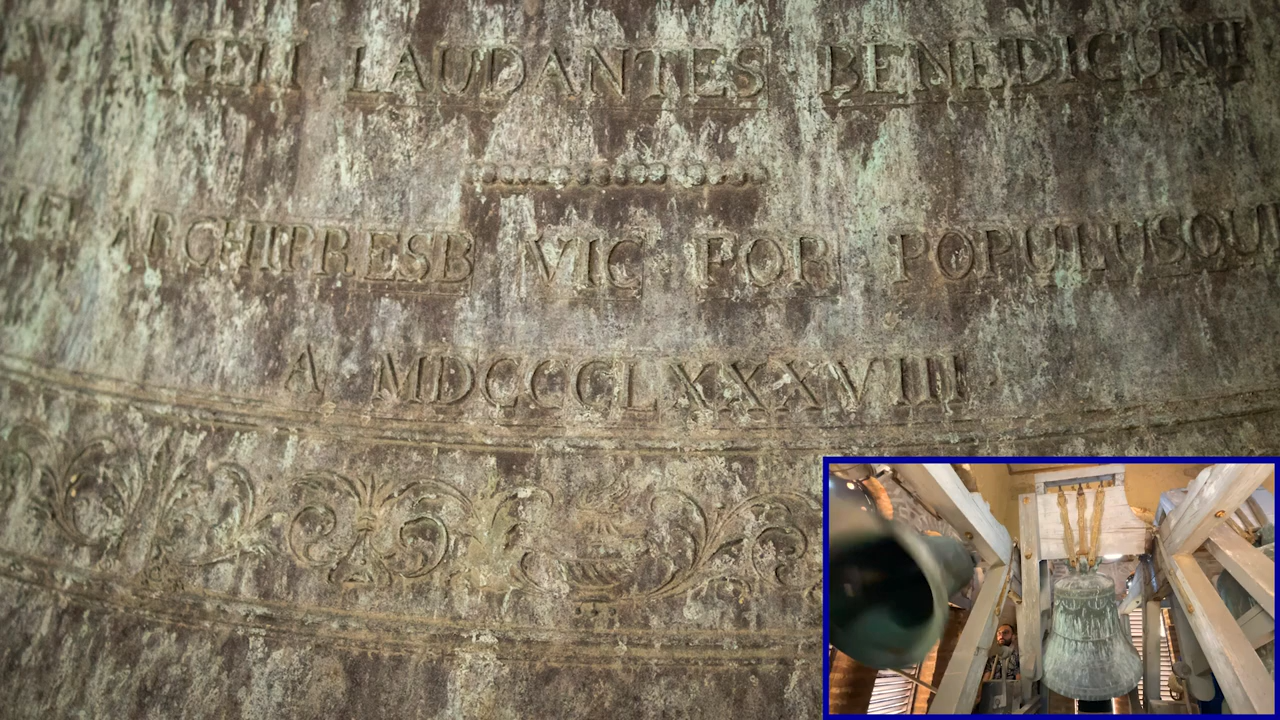 ANGELI LAUDANTES BENEDICUNT
ARCHIPRESB VIC FOR POPULUSQUE
A MDCCCLXXXVIII